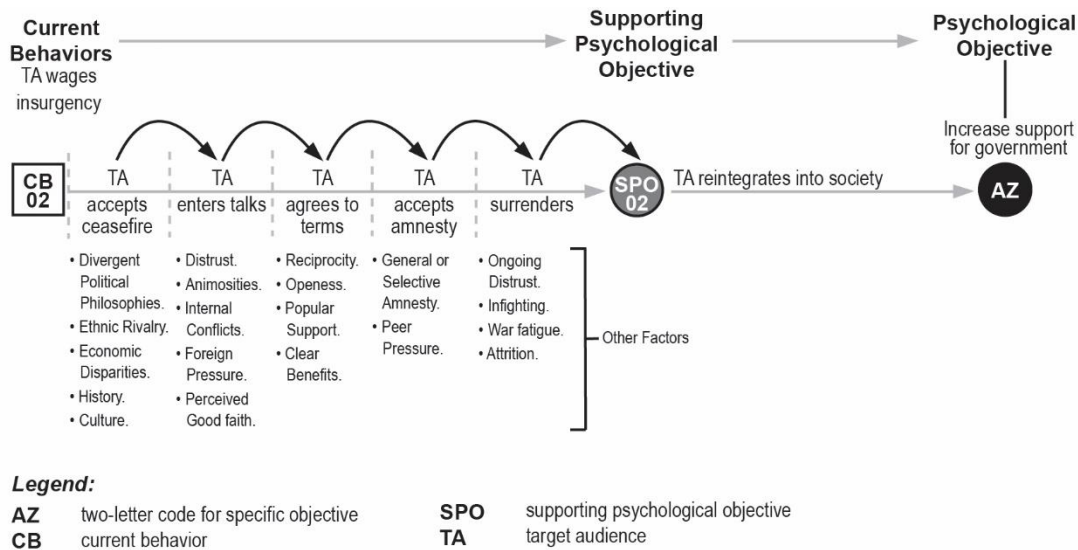 Current
Behaviors
TA wages
insurgency
Supporting
Psychological
Objective
Psychological
Objective
Increase support
for government
CB
02
TA
accepts
ceasefire
TA
enters talks
TA
agrees to
terms
TA
accepts
amnesty
TA
surrenders
SPO
02
TA reintegrates into society
AZ
• Divergent
Political
Philosophies.
• Ethnic Rivalry.
• Economic
Disparities.
• History.
• Culture.
• Distrust.
• Animosities.
• Internal
Conflicts.
• Foreign
Pressure.
• Perceived
Good faith.
• Reciprocity.
• Openess.
• Popular
Support.
• Clear
Benefits.
• General or
Selective
Amnesty.
• Peer
Pressure.
• Ongoing
Distrust.
• Infighting.
• War fatigue.
• Attrition.
Other Factors
Legend:
AZ two-letter code for specific objective
CB current behavior
SPO supporting psychological objective
TA target audience